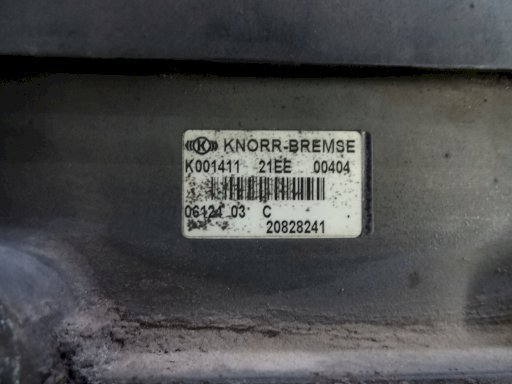 K KNORR-BREMSE
K001411 21EE 00404
06124 03 C
20828241